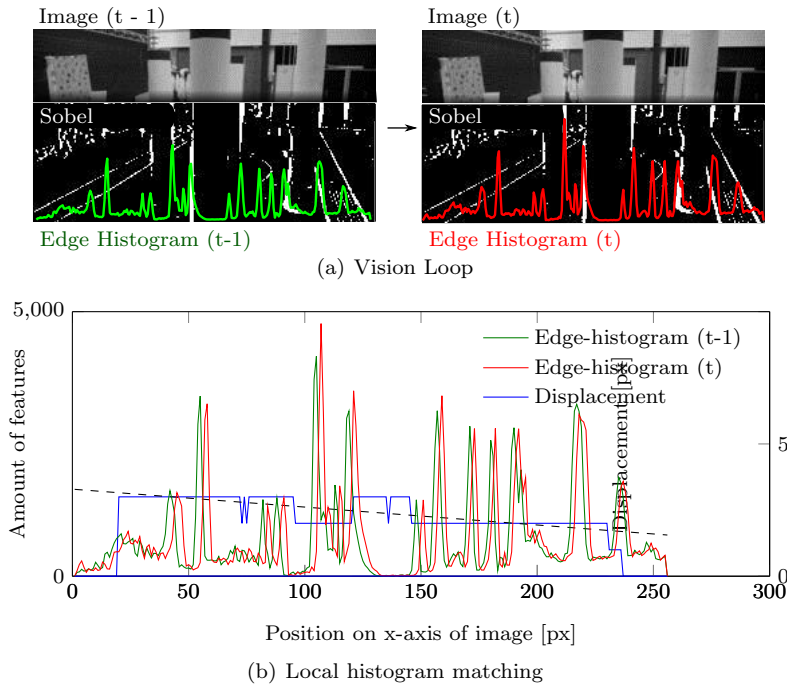 Image (t - 1)
Image (t)
Sobel
Sobel
Edge Histogram (t-1)
Edge Histogram (t)
(a) Vision Loop
5,000
Edge-histogram (t-1)
Edge-histogram (t)
Displacement
Amount of features
Displacement [px]
5
0
0
50
100
150
200
250
300
5
Position on x-axis of image [px]
(b) Local histogram matching